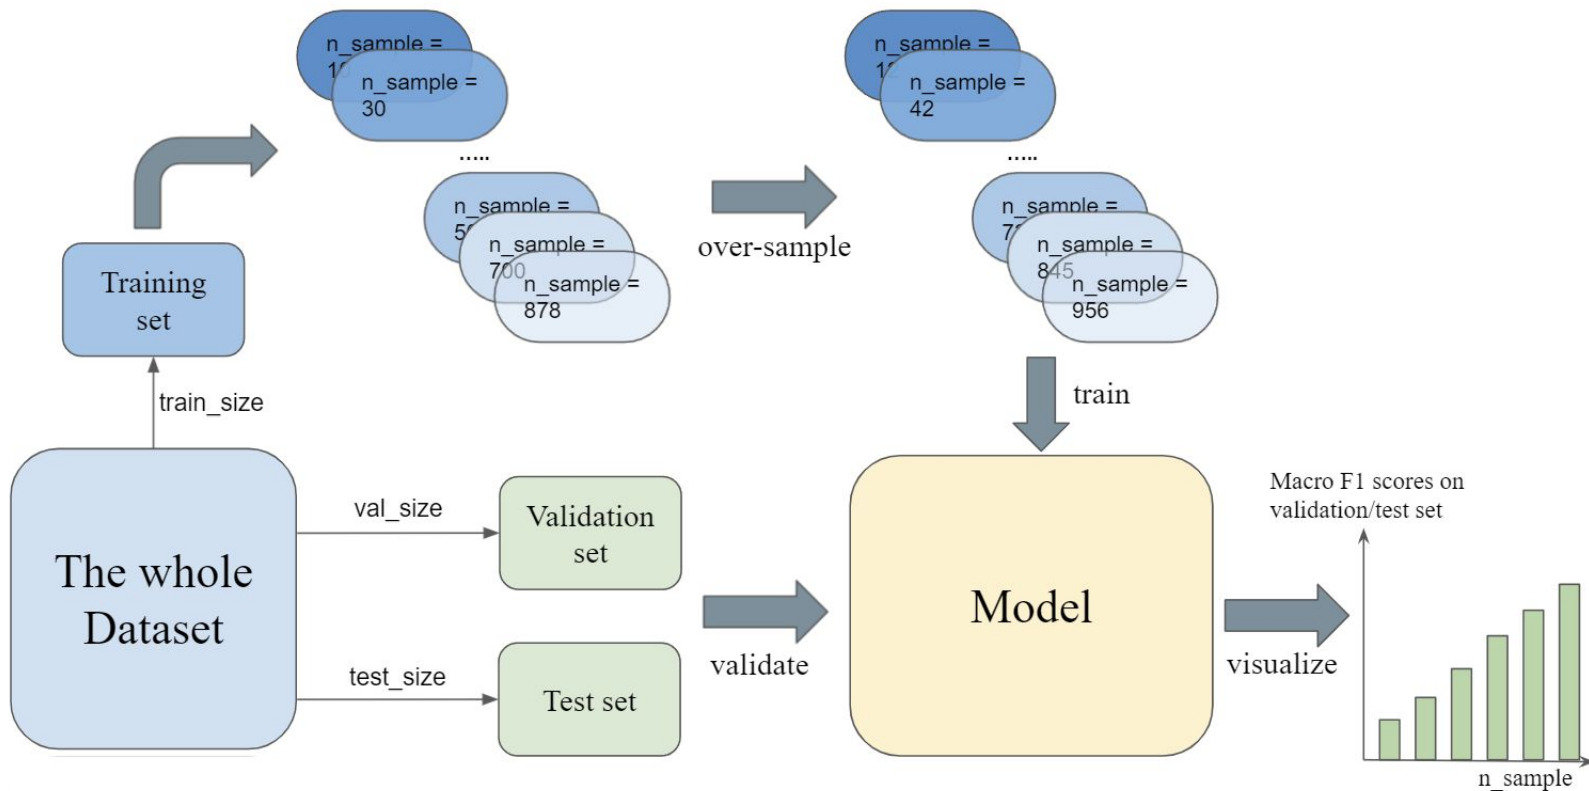 n_sample =
n_sample =
30
.....
n_sample =
n_sample =
700
n_sample =
878
over-sample
n_sample =
n_sample =
42
.....
n_sample =
n_sample =
845
n_sample =
956
Training
set
train_size
train
The whole
Dataset
val_size
Validation
set
test_size
Test set
validate
Model
visualize
Macro F1 scores on
validation/test set
n_sample